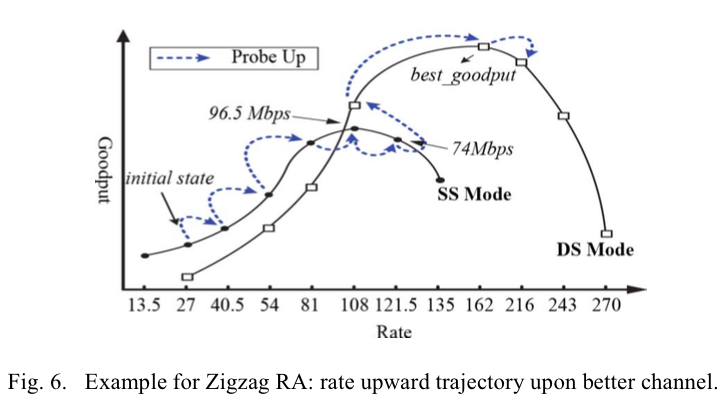 Probe Up
best_goodput
96.5 Mbps
74Mbps
initial state
SS Mode
DS Mode
Goodput
13.5 27 40.5 54 81 108 121.5 135 162 216 243 270
Rate
Fig. 6. Example for Zigzag RA: rate upward trajectory upon better channel.